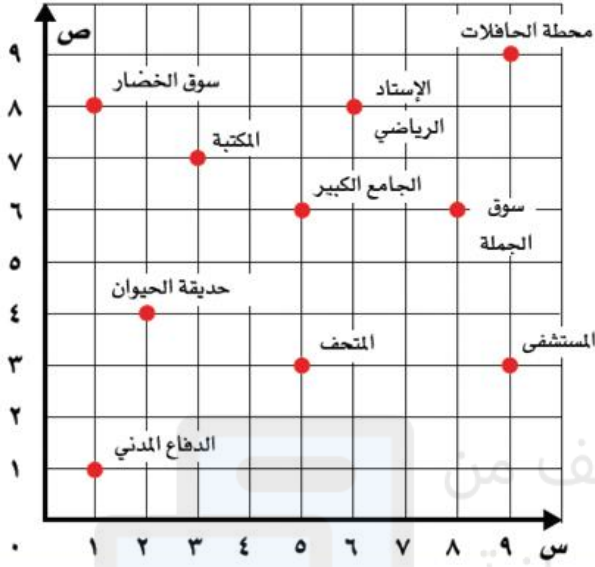 ص
محطة الحافلات
٩
سوق الخضار
الإستاد
الرياضي
٨
المكتبة
٧
الجامع الكبير
سوق
الجملة
٦
٥
حديقة الحيوان
٤
المتحف
المستشفى
٣
٢
الدفاع المدني
١
٠ ١ ٢ ٣ ٤ ٥ ٦ ٧ ٨ ٩ س